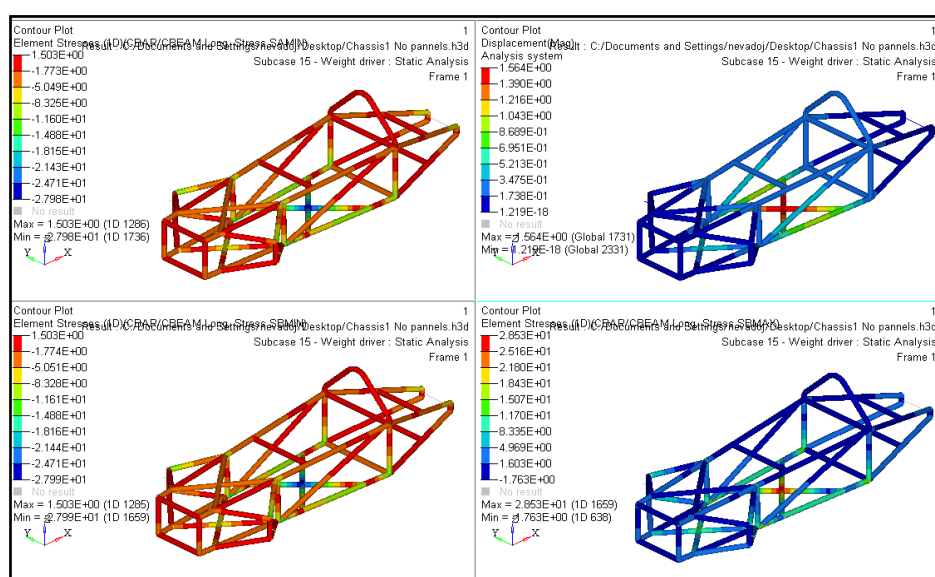 Contour Plot
1
Element Stresses (1D)(CBAR/CBEAM Long. Stress SAMIN)
Result : C:/Documents and Settings/nevadoj/Desktop/Chassis1 No pannels.h3d
Subcase 15 - Weight driver : Static Analysis
Frame 1
1.503E+00
-1.773E+00
-5.049E+00
-8.325E+00
-1.160E+01
-1.488E+01
-1.815E+01
-2.143E+01
-2.471E+01
-2.798E+01
No result
Max = 1.503E+00 (1D 1286)
Min = -2.798E+01 (1D 1736)
Z
Y
X
Contour Plot
1
Displacement(Mag)
Result : C:/Documents and Settings/nevadoj/Desktop/Chassis1 No pannels.h3d
Analysis system
Subcase 15 - Weight driver : Static Analysis
Frame 1
1.564E+00
1.390E+00
1.216E+00
1.043E+00
8.689E-01
6.951E-01
5.213E-01
3.475E-01
1.738E-01
1.219E-18
No result
Max = 1.564E+00 (Global 1731)
Min = 1.219E-18 (Global 2331)
Z
Y
X
Contour Plot
1
Element Stresses (1D)(CBAR/CBEAM Long. Stress SBMIN)
Result : C:/Documents and Settings/nevadoj/Desktop/Chassis1 No pannels.h3d
Subcase 15 - Weight driver : Static Analysis
Frame 1
1.503E+00
-1.774E+00
-5.051E+00
-8.328E+00
-1.161E+01
-1.488E+01
-1.816E+01
-2.144E+01
-2.471E+01
-2.799E+01
No result
Max = 1.503E+00 (1D 1285)
Min = -2.799E+01 (1D 1659)
Z
Y
X
Contour Plot
1
Element Stresses (1D)(CBAR/CBEAM Long. Stress SBMAX)
Result : C:/Documents and Settings/nevadoj/Desktop/Chassis1 No pannels.h3d
Subcase 15 - Weight driver : Static Analysis
Frame 1
2.853E+01
2.516E+01
2.180E+01
1.843E+01
1.507E+01
1.170E+01
8.335E+00
4.969E+00
1.603E+00
-1.763E+00
No result
Max = 2.853E+01 (1D 1659)
Min = -1.763E+00 (1D 638)
Z
Y
X